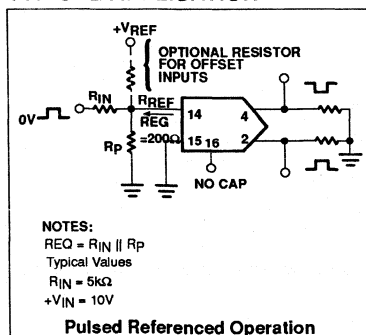 +VREF
OPTIONAL RESISTOR
FOR OFFSET
INPUTS
RIN
RREF
0V
REG
14
4
=200Ω
RP
15
16
2
NO CAP
NOTES:
REQ = RIN || RP
Typical Values
RIN = 5kΩ
+VIN = 10V
Pulsed Referenced Operation